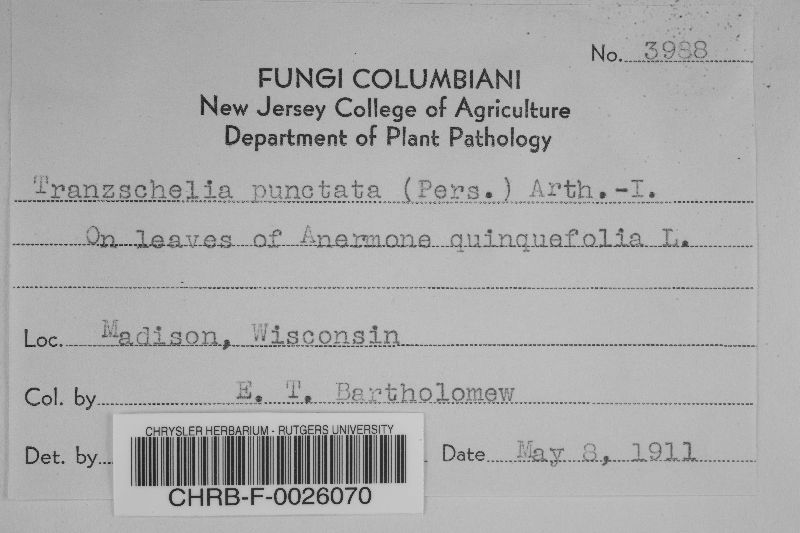 No. 3988
FUNGI COLUMBIANI
New Jersey College of Agriculture
Department of Plant Pathology
Tranzschelia punctata (Pers.) Arth.-I.
On leaves of Anermone quinquefolia L.
Loc. Madison, Wisconsin
Col. by E. T. Bartholomew
Det. by Date May 8, 1911
CHRYSLER HERBARIUM - RUTGERS UNIVERSITY
CHRB-F-0026070